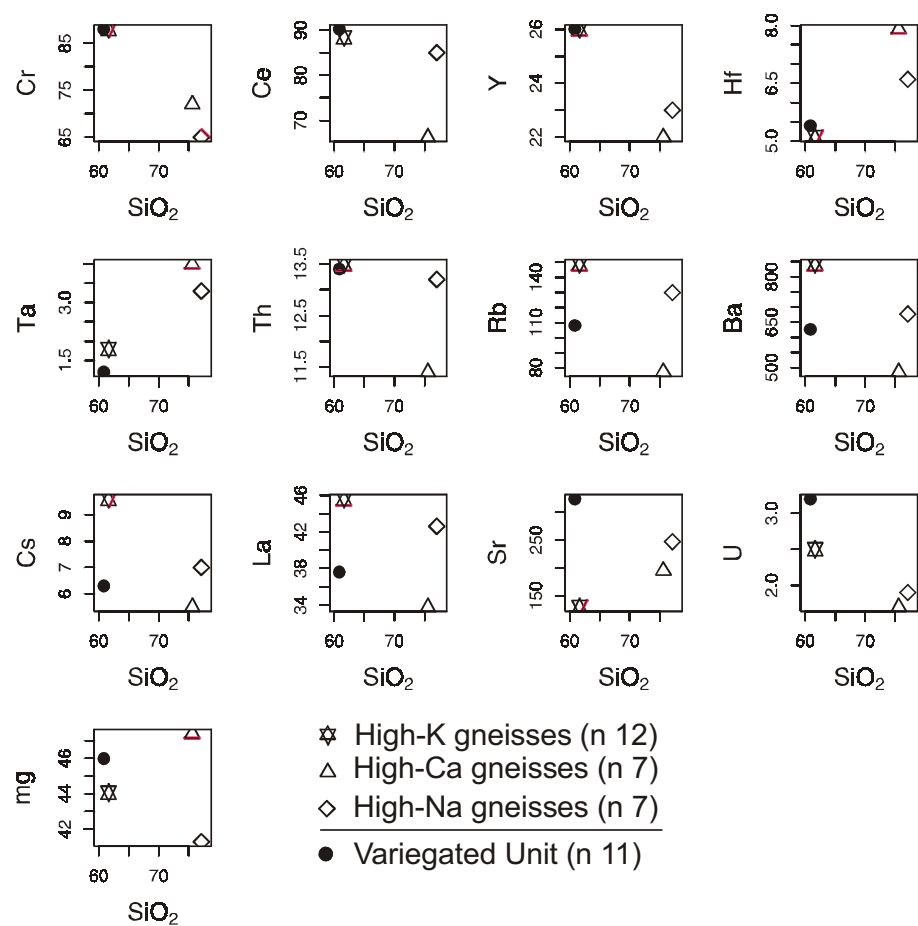 Cr 65 75 85 60 70 SiO₂
Ce 70 80 90 60 70 SiO₂
Y 22 24 26 60 70 SiO₂
Hf 5.0 6.5 8.0 60 70 SiO₂
Ta 1.5 3.0 60 70 SiO₂
Th 11.5 12.5 13.5 60 70 SiO₂
Rb 80 110 140 60 70 SiO₂
Ba 500 650 800 60 70 SiO₂
Cs 6 7 8 9 60 70 SiO₂
La 34 38 42 46 60 70 SiO₂
Sr 150 250 60 70 SiO₂
U 2.0 3.0 60 70 SiO₂
mg 42 44 46 60 70 SiO₂
High-K gneisses (n 12)
High-Ca gneisses (n 7)
High-Na gneisses (n 7)
Variegated Unit (n 11)